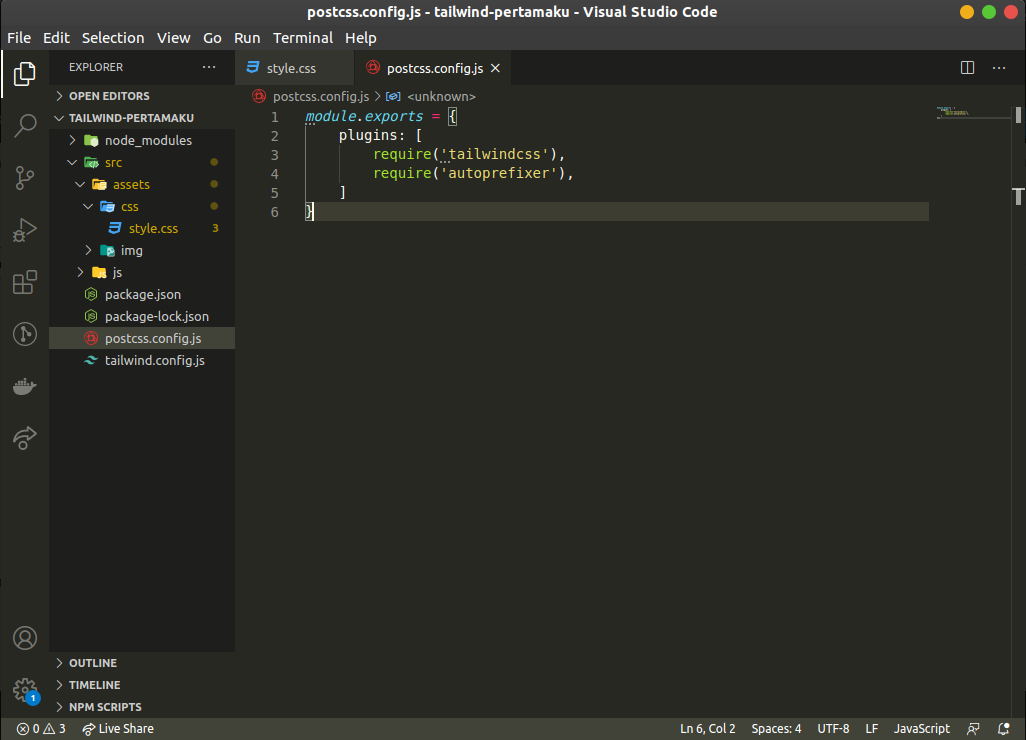 postcss.config.js - tailwind-pertamaku - Visual Studio Code
File Edit Selection View Go Run Terminal Help
EXPLORER ···
style.css
postcss.config.js ×
···
OPEN EDITORS
postcss.config.js > <unknown>
TAILWIND-PERTAMAKU
node_modules
src
assets
css
style.css 3
img
js
package.json
package-lock.json
postcss.config.js
tailwind.config.js
1 module.exports = {
2 plugins: [
3 require('tailwindcss'),
4 require('autoprefixer'),
5 ]
6 }
OUTLINE
TIMELINE
NPM SCRIPTS
1
0 3 Live Share Ln 6, Col 2 Spaces: 4 UTF-8 LF JavaScript